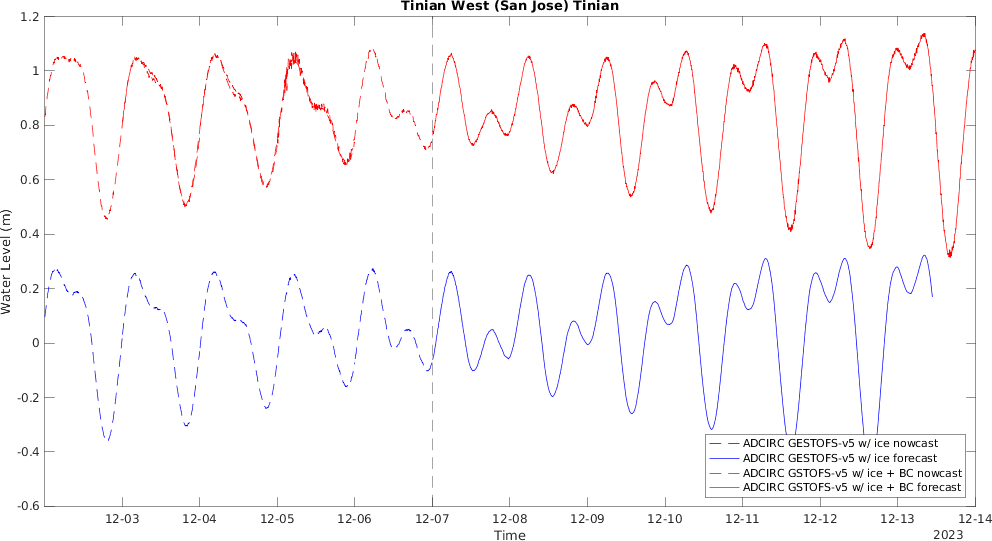 Tinian West (San Jose) Tinian
1.2
1
0.8
0.6
0.4
0.2
0
-0.2
-0.4
-0.6
Water Level (m)
12-03 12-04 12-05 12-06 12-07 12-08 12-09 12-10 12-11 12-12 12-13 12-14
Time
2023
ADCIRC GESTOFS-v5 w/ ice nowcast
ADCIRC GESTOFS-v5 w/ ice forecast
ADCIRC GSTOFS-v5 w/ ice + BC nowcast
ADCIRC GSTOFS-v5 w/ ice + BC forecast